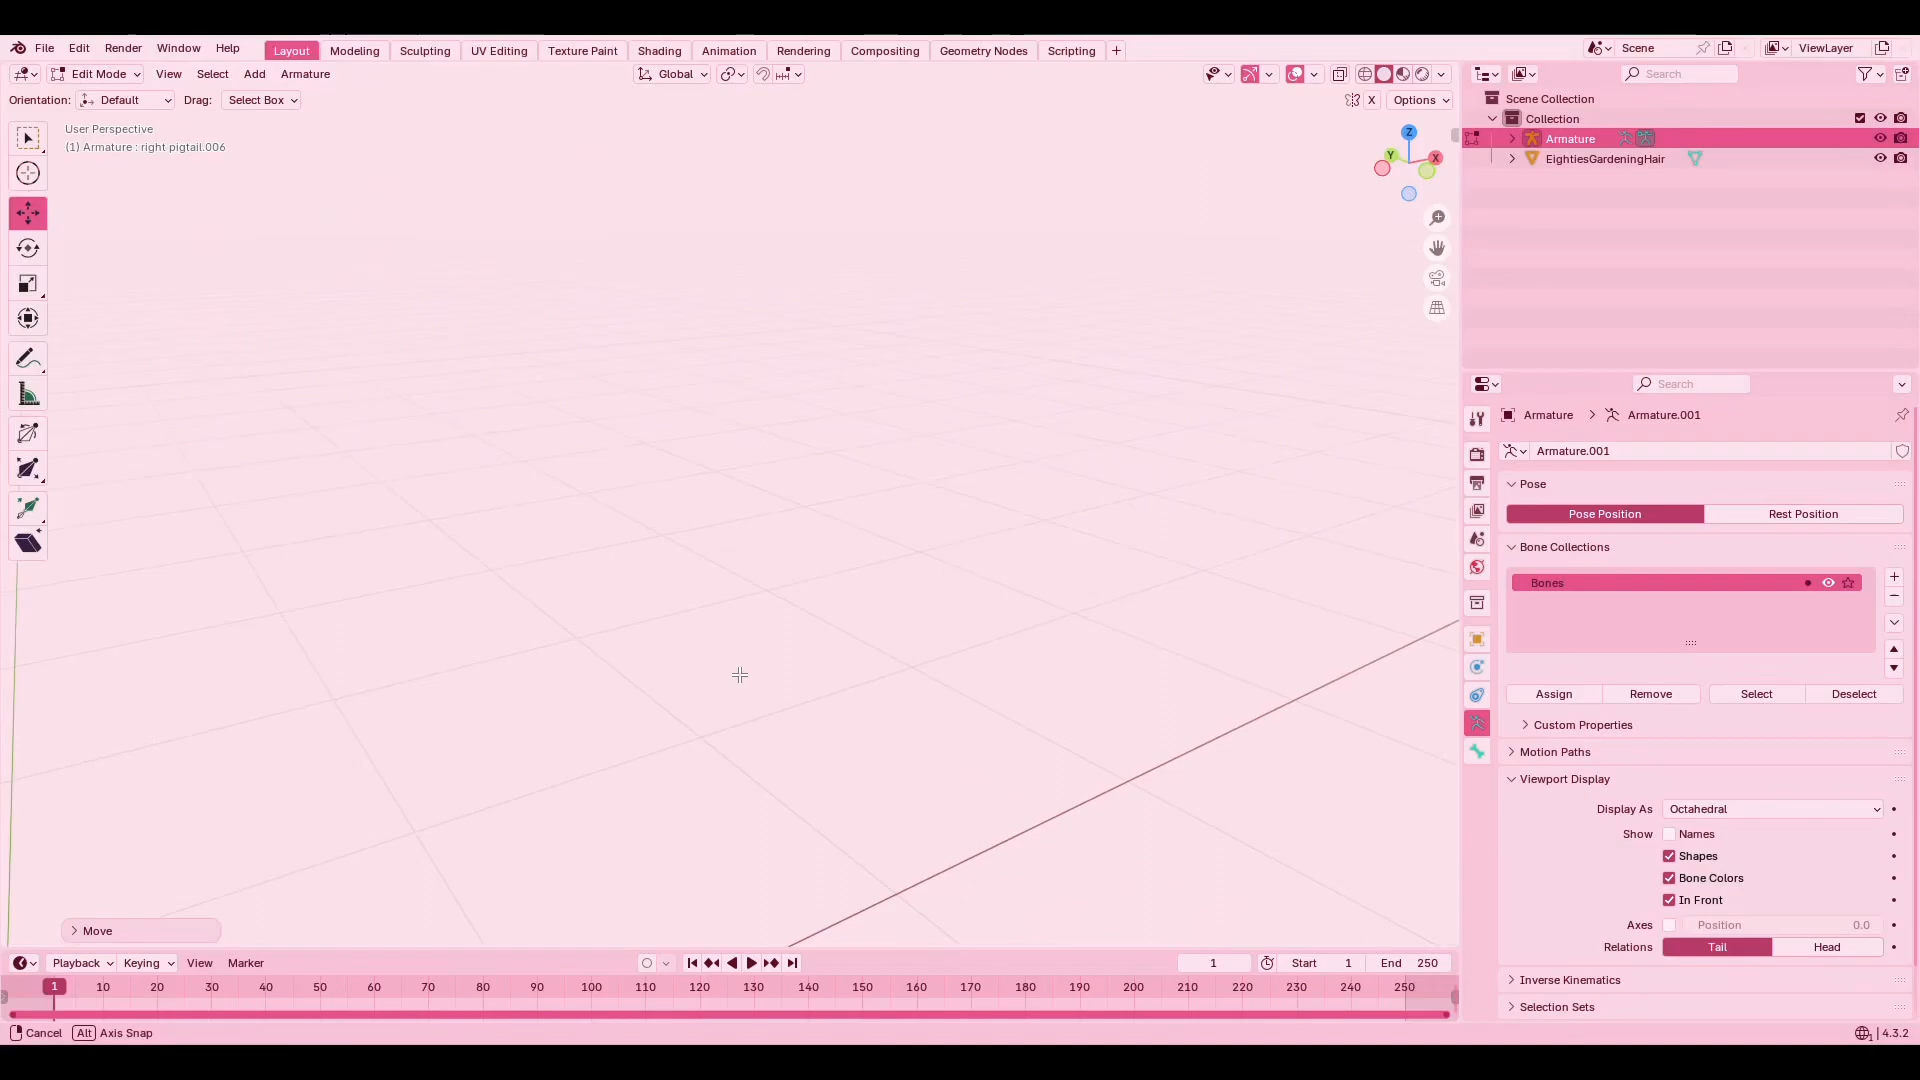 File Edit Render Window Help Layout Modeling Sculpting UV Editing Texture Paint Shading Animation Rendering Compositing Geometry Nodes Scripting + Scene ViewLayer
Edit Mode View Select Add Armature Global Search
Orientation: Default Drag: Select Box X Options
Scene Collection
Collection
Armature
EightiesGardeningHair
User Perspective
(1) Armature : right pigtail.006
Z
Y
X
Search
Armature Armature.001
Armature.001
Pose
Pose Position Rest Position
Bone Collections
Bones
Assign Remove Select Deselect
Custom Properties
Motion Paths
Viewport Display
Display As Octahedral
Show Names
Shapes
Bone Colors
In Front
Axes Position 0.0
Relations Tail Head
Inverse Kinematics
Selection Sets
Move
Playback Keying View Marker 1 Start 1 End 250
1 10 20 30 40 50 60 70 80 90 100 110 120 130 140 150 160 170 180 190 200 210 220 230 240 250
Cancel Alt Axis Snap 1 4.3.2